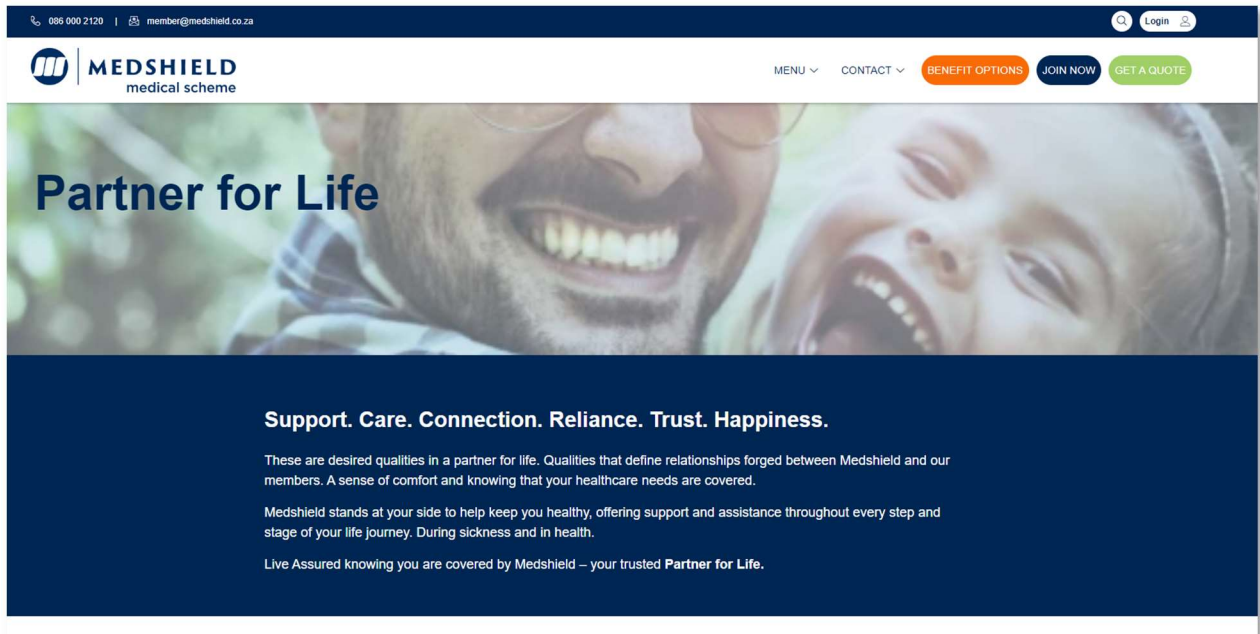 086 000 2120 | member@medshield.co.za
Login
MEDSHIELD
medical scheme
MENU
CONTACT
BENEFIT OPTIONS
JOIN NOW
GET A QUOTE
Partner for Life
Support. Care. Connection. Reliance. Trust. Happiness.
These are desired qualities in a partner for life. Qualities that define relationships forged between Medshield and our
members. A sense of comfort and knowing that your healthcare needs are covered.
Medshield stands at your side to help keep you healthy, offering support and assistance throughout every step and
stage of your life journey. During sickness and in health.
Live Assured knowing you are covered by Medshield – your trusted Partner for Life.